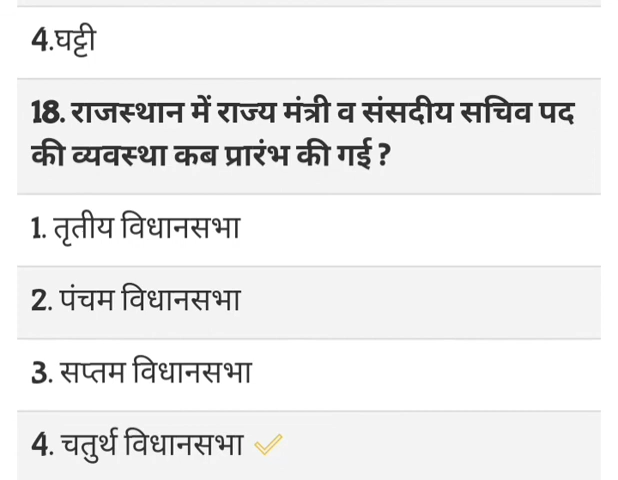 4.घट्टी
18. राजस्थान में राज्य मंत्री व संसदीय सचिव पद
की व्यवस्था कब प्रारंभ की गई ?
1. तृतीय विधानसभा
2. पंचम विधानसभा
3. सप्तम विधानसभा
4. चतुर्थ विधानसभा